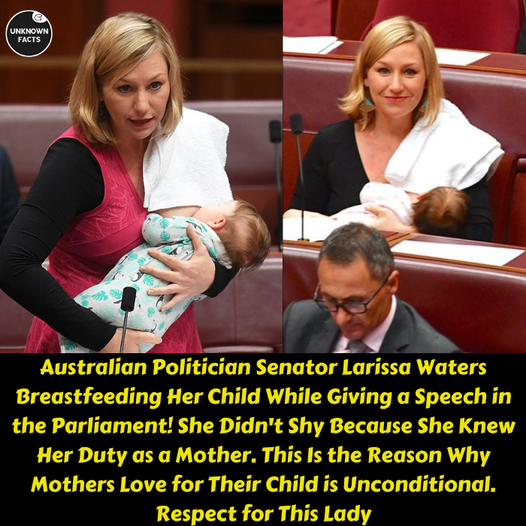 UNKNOWN
FACTS
Australian Politician Senator Larissa Waters
Breastfeeding Her Child While Giving a Speech in
the Parliament! She Didn't Shy Because She Knew
Her Duty as a Mother. This Is the Reason Why
Mothers Love for Their Child is Unconditional.
Respect for This Lady